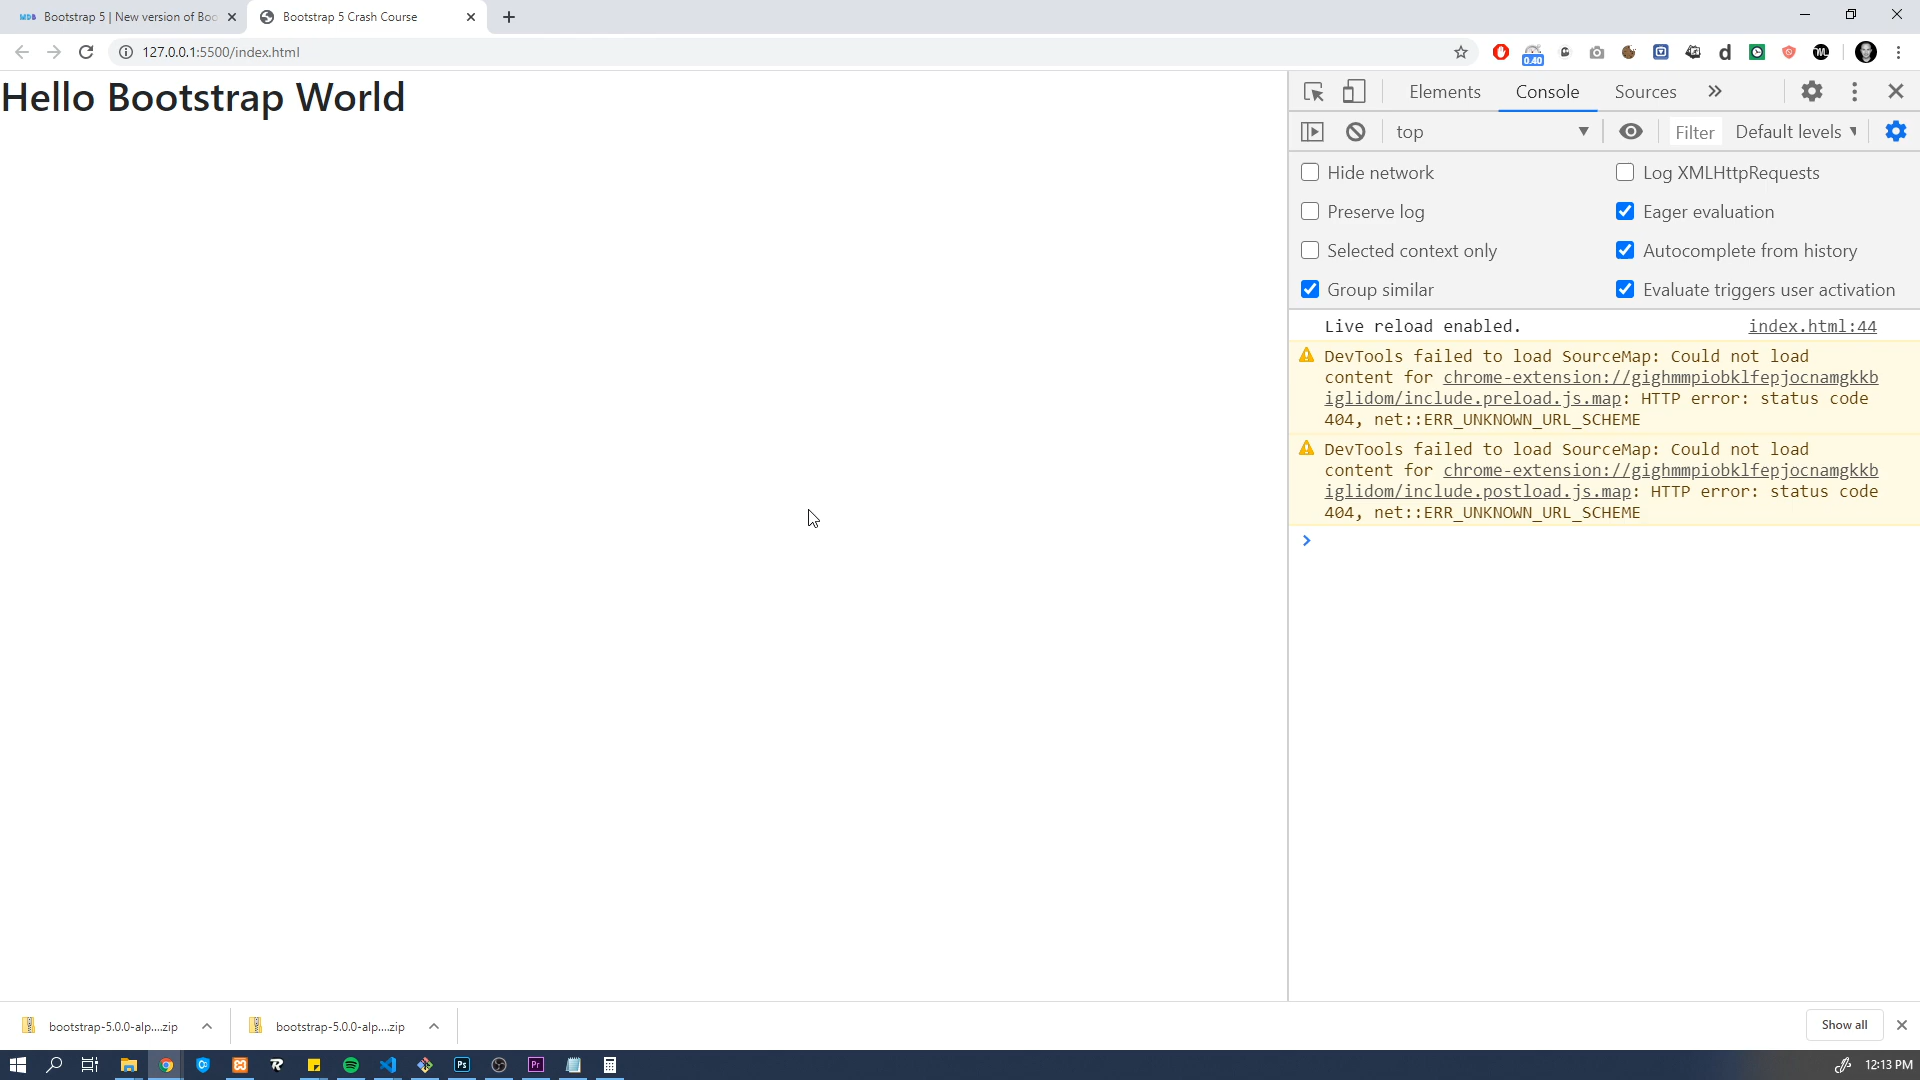 MDB Bootstrap 5 | New version of Boo
Bootstrap 5 Crash Course
127.0.0.1:5500/index.html
0.40
Hello Bootstrap World
Elements Console Sources
top Filter Default levels
Hide network Log XMLHttpRequests
Preserve log Eager evaluation
Selected context only Autocomplete from history
Group similar Evaluate triggers user activation
Live reload enabled. index.html:44
DevTools failed to load SourceMap: Could not load
content for chrome-extension://gighmmpiobklfepjocnamgkkb
iglidom/include.preload.js.map: HTTP error: status code
404, net::ERR_UNKNOWN_URL_SCHEME
DevTools failed to load SourceMap: Could not load
content for chrome-extension://gighmmpiobklfepjocnamgkkb
iglidom/include.postload.js.map: HTTP error: status code
404, net::ERR_UNKNOWN_URL_SCHEME
bootstrap-5.0.0-alp....zip bootstrap-5.0.0-alp....zip Show all
Ps Pr 12:13 PM